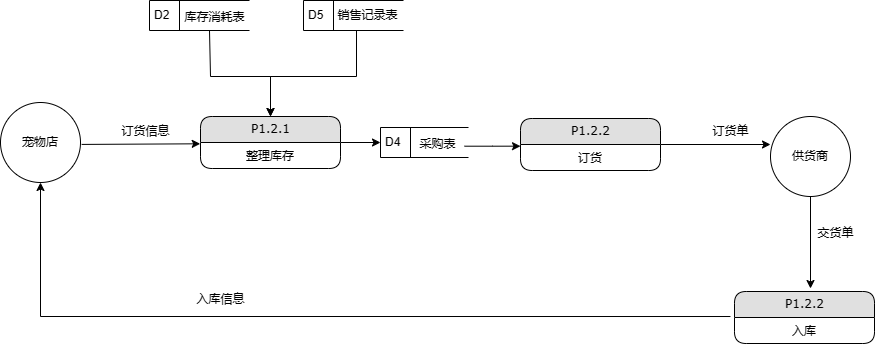 D2 库存消耗表
D5 销售记录表
宠物店
订货信息
P1.2.1
整理库存
D4 采购表
P1.2.2
订货
订货单
供货商
交货单
入库信息
P1.2.2
入库